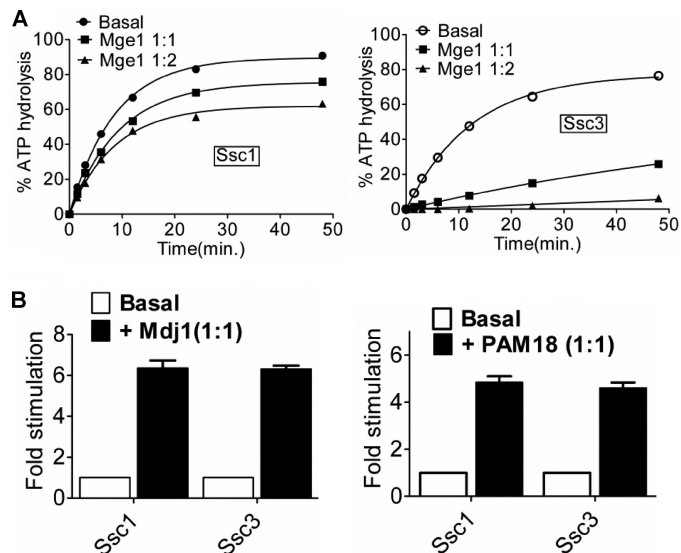 A
Basal
Mge1 1:1
Mge1 1:2
% ATP hydrolysis
100
80
60
40
20
0
Ssc1
0 10 20 30 40 50
Time(min.)
Basal
Mge1 1:1
Mge1 1:2
% ATP hydrolysis
100
80
60
40
20
0
Ssc3
0 10 20 30 40 50
Time(min.)
B
Basal
+ Mdj1(1:1)
Fold stimulation
8
6
4
2
0
Ssc1
Ssc3
Basal
+ PAM18 (1:1)
Fold stimulation
6
4
2
0
Ssc1
Ssc3